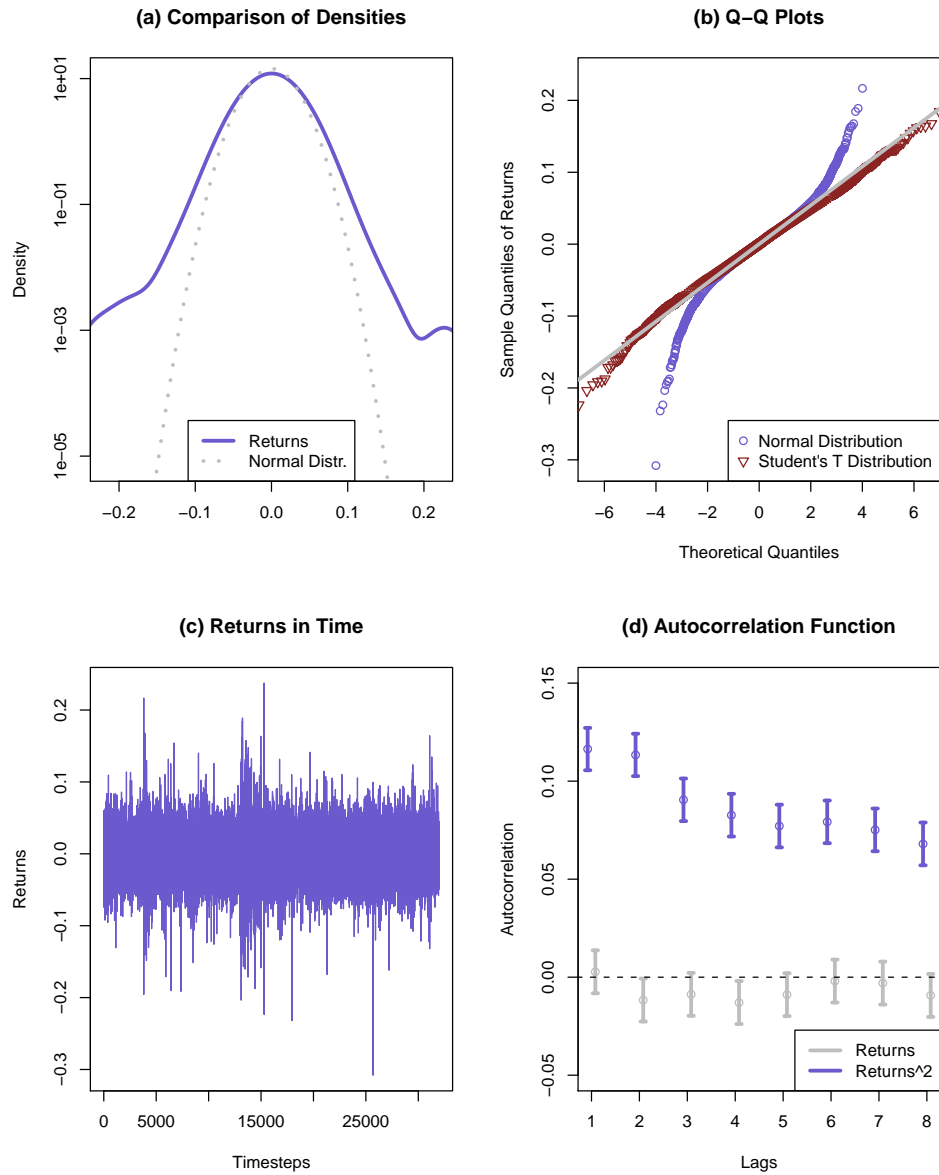 (a) Comparison of Densities
Density
1e+01
1e−01
1e−03
1e−05
Returns
Normal Distr.
−0.2
0.0
0.1
0.2
(b) Q−Q Plots
Sample Quantiles of Returns
0.2
0.1
0.0
−0.1
−0.2
−0.3
Normal Distribution
Student's T Distribution
−6
−4
−2
0
2
4
6
Theoretical Quantiles
(c) Returns in Time
Returns
0.2
0.1
0.0
−0.1
−0.2
−0.3
0
5000
15000
25000
Timesteps
(d) Autocorrelation Function
Autocorrelation
0.15
0.10
0.05
0.00
−0.05
Returns
Returns^2
1
2
3
4
5
6
7
8
Lags